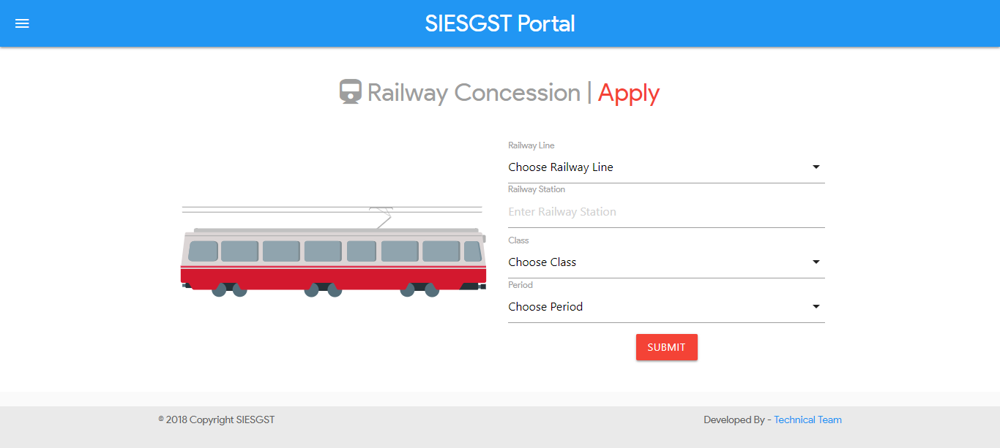 SIESGST Portal
Railway Concession | Apply
Railway Line
Choose Railway Line
Railway Station
Enter Railway Station
Class
Choose Class
Period
Choose Period
SUBMIT
© 2018 Copyright SIESGST
Developed By - Technical Team